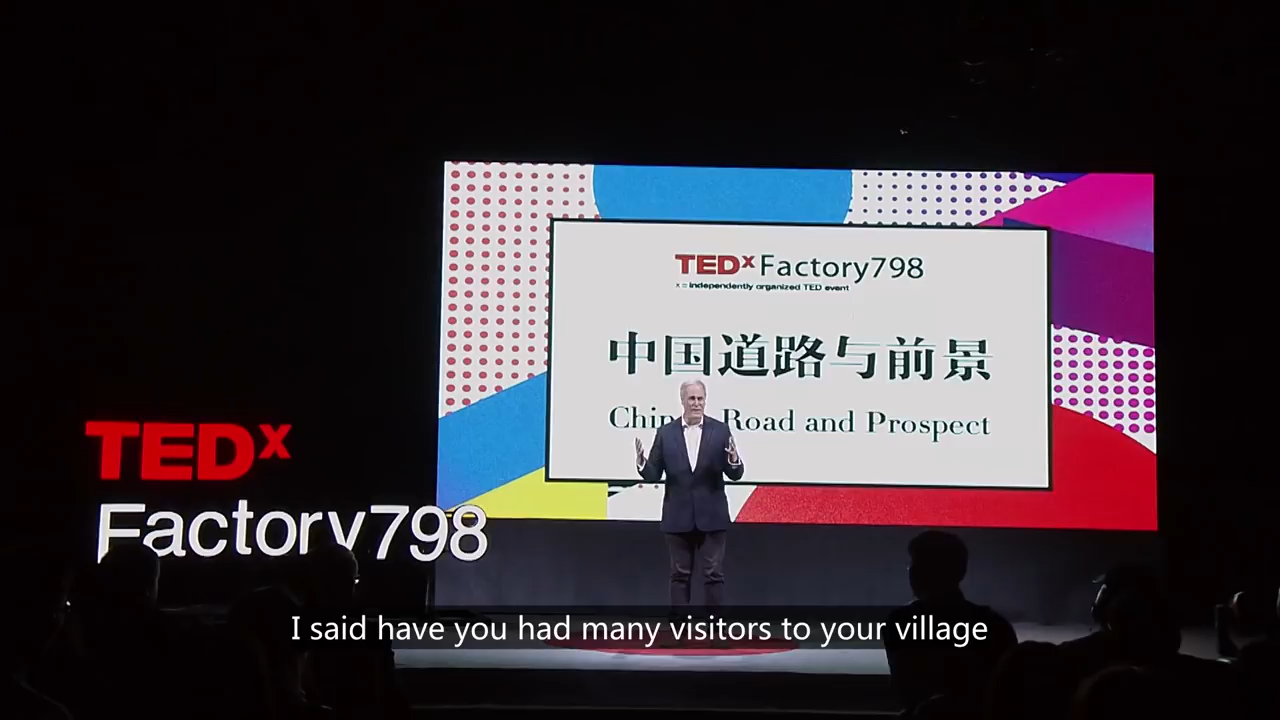 TEDx Factory798
x = independently organized TED event
中国道路与前景
China Road and Prospect
TEDx
Factory798
I said have you had many visitors to your village